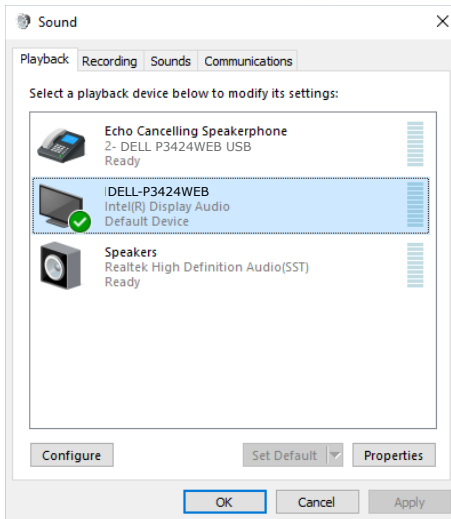 Sound
Playback Recording Sounds Communications
Select a playback device below to modify its settings:
Echo Cancelling Speakerphone
2- DELL P3424WEB USB
Ready
DELL-P3424WEB
Intel(R) Display Audio
Default Device
Speakers
Realtek High Definition Audio(SST)
Ready
Configure Set Default Properties
OK Cancel Apply